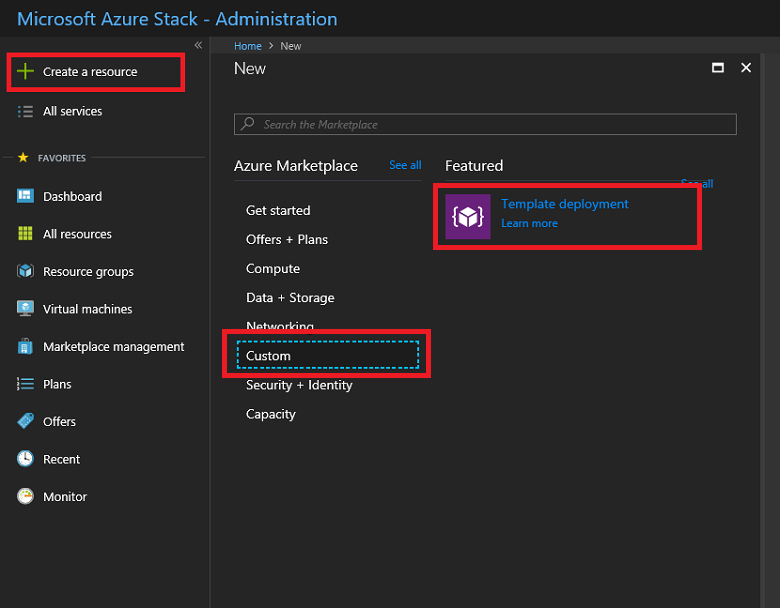 Microsoft Azure Stack - Administration
«
Create a resource
All services
FAVORITES
Dashboard
All resources
Resource groups
Virtual machines
Marketplace management
Plans
Offers
Recent
Monitor
Home > New
New
Search the Marketplace
Azure Marketplace See all
Get started
Offers + Plans
Compute
Data + Storage
Networking
Custom
Security + Identity
Capacity
Featured
See all
Template deployment
Learn more